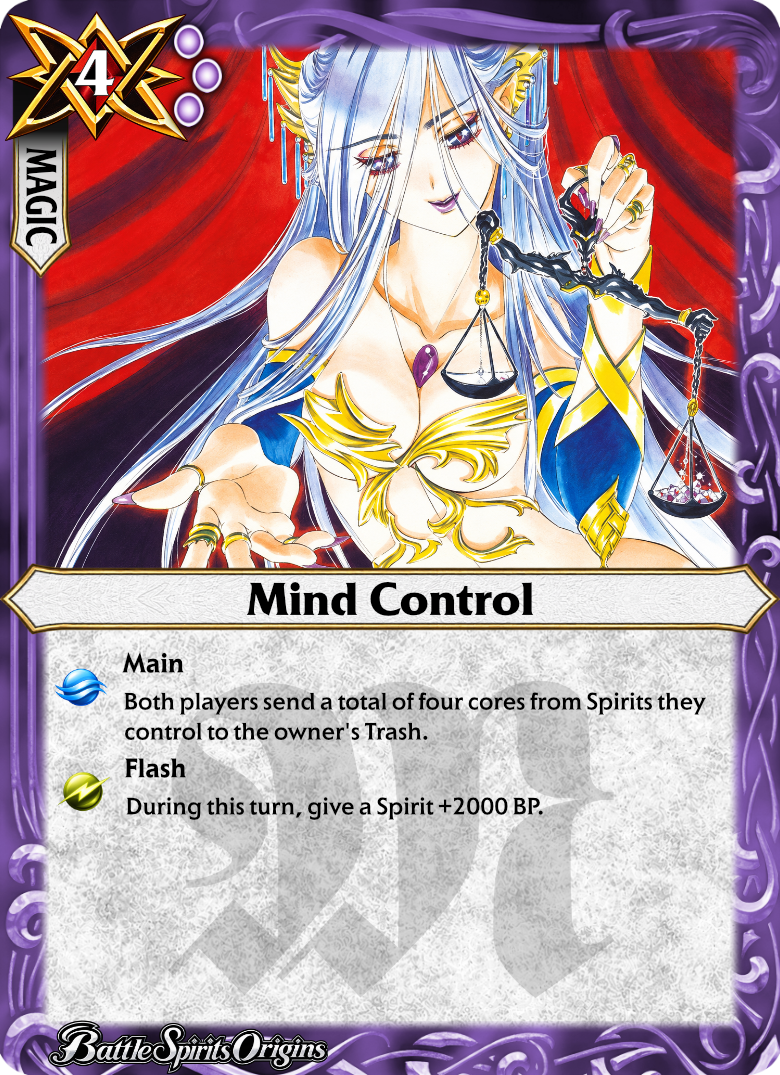 4
MAGIC
Mind Control
Main
Both players send a total of four cores from Spirits they
control to the owner's Trash.
Flash
During this turn, give a Spirit +2000 BP.
M
Battle Spirits Origins